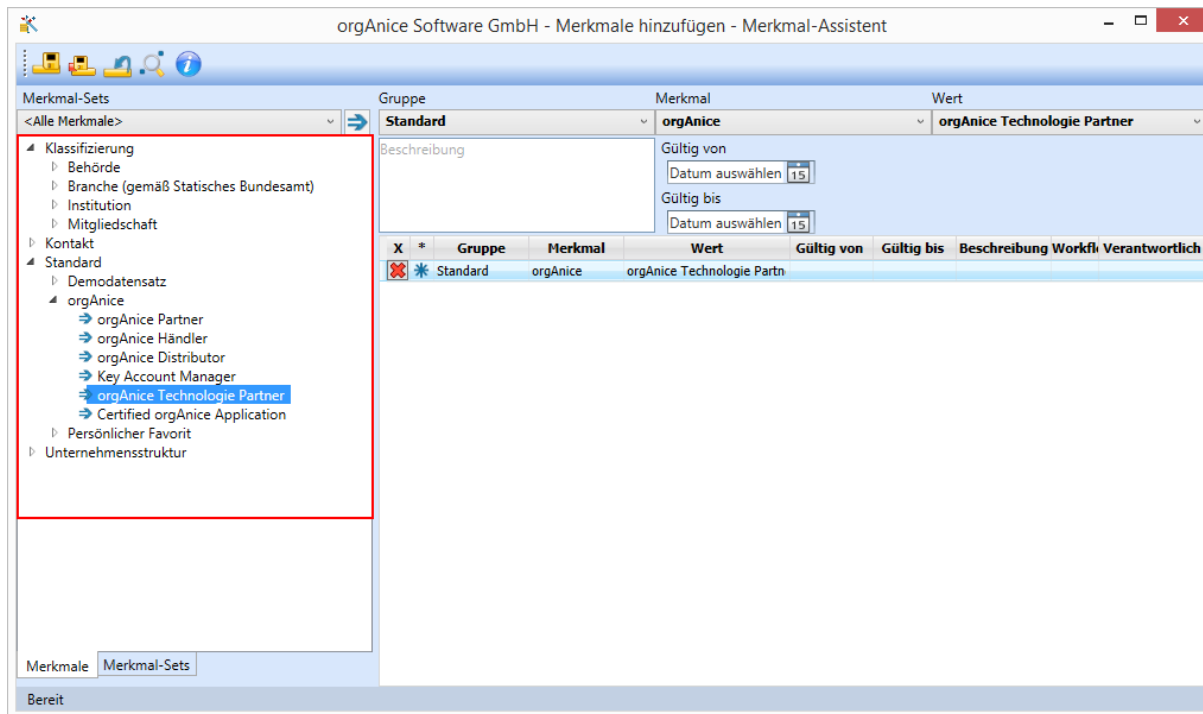 orgAnice Software GmbH - Merkmale hinzufügen - Merkmal-Assistent
Merkmal-Sets
Gruppe
Merkmal
Wert
<Alle Merkmale>
Standard
orgAnice
orgAnice Technologie Partner
Klassifizierung
Behörde
Branche (gemäß Statisches Bundesamt)
Institution
Mitgliedschaft
Kontakt
Standard
Demodatensatz
orgAnice
orgAnice Partner
orgAnice Händler
orgAnice Distributor
Key Account Manager
orgAnice Technologie Partner
Certified orgAnice Application
Persönlicher Favorit
Unternehmensstruktur
Beschreibung
Gültig von
Datum auswählen 15
Gültig bis
Datum auswählen 15
X * Gruppe Merkmal Wert Gültig von Gültig bis Beschreibung Workfl Verantwortlich
Standard orgAnice orgAnice Technologie Partn
Merkmale Merkmal-Sets
Bereit